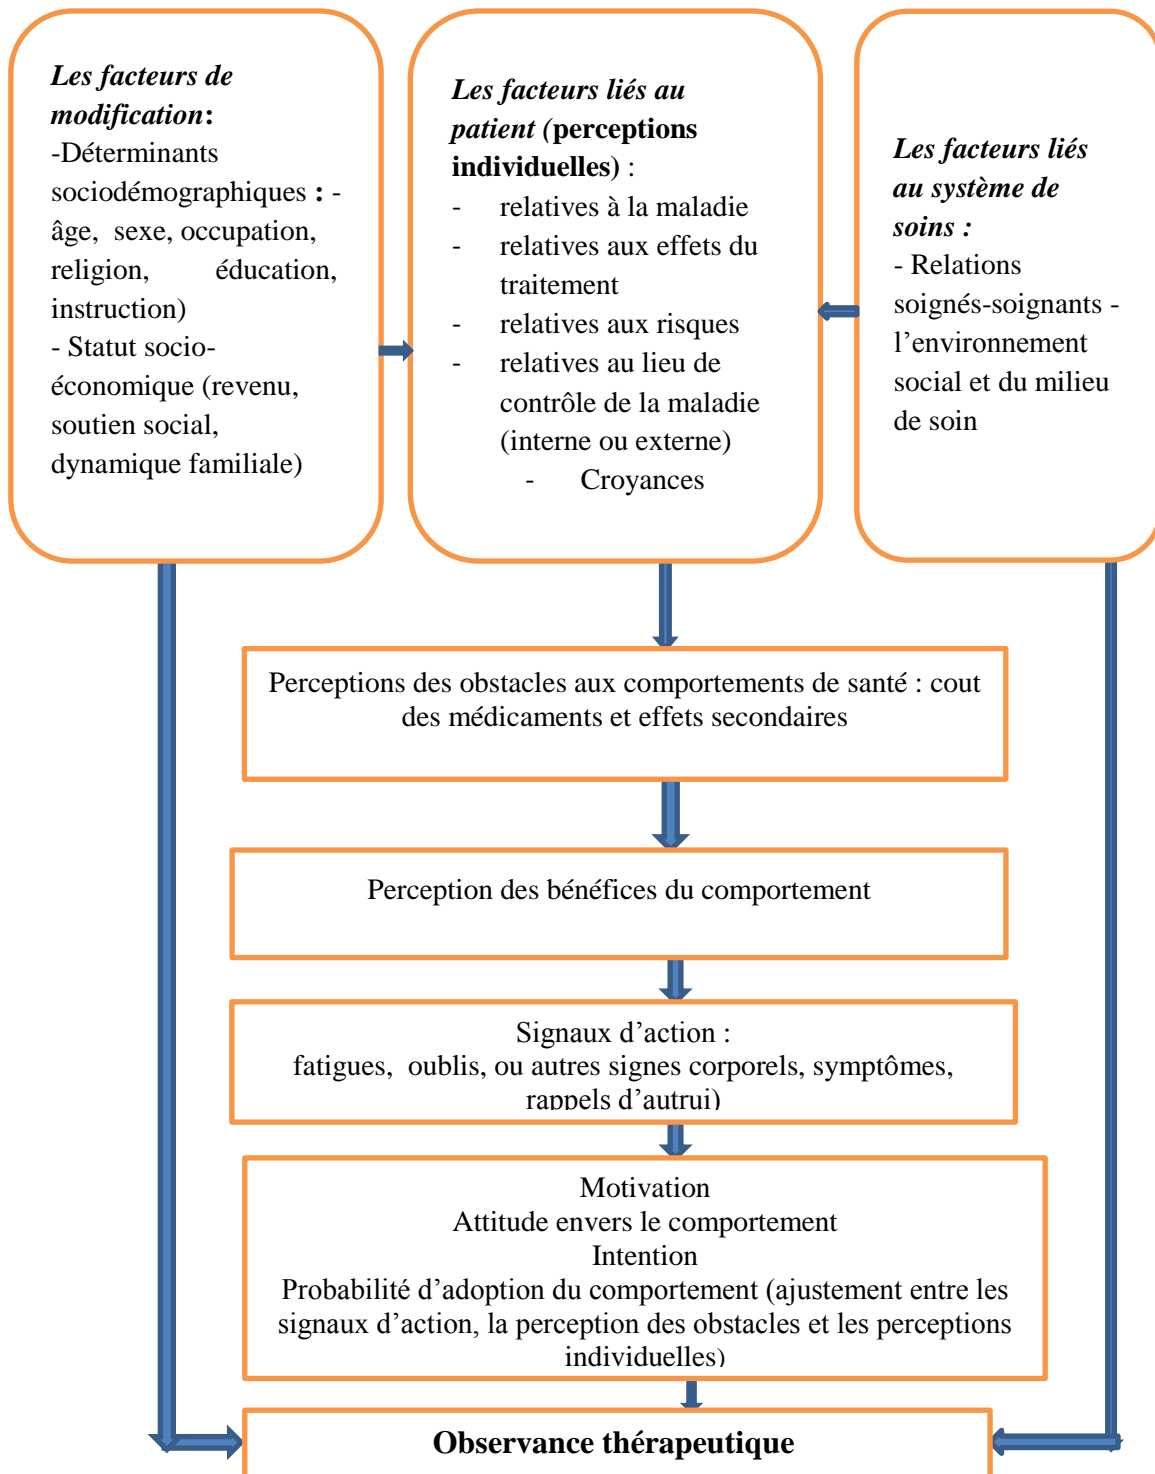 Les facteurs de
modification:
-Déterminants
sociodémographiques : -
âge, sexe, occupation,
religion, éducation,
instruction)
- Statut socio-
économique (revenu,
soutien social,
dynamique familiale)
Les facteurs liés au
patient (perceptions
individuelles) :
- relatives à la maladie
- relatives aux effets du
traitement
- relatives aux risques
- relatives au lieu de
contrôle de la maladie
(interne ou externe)
- Croyances
Les facteurs liés
au système de
soins :
- Relations
soignés-soignants -
l’environnement
social et du milieu
de soin
Perceptions des obstacles aux comportements de santé : cout
des médicaments et effets secondaires
Perception des bénéfices du comportement
Signaux d’action :
fatigues, oublis, ou autres signes corporels, symptômes,
rappels d’autrui)
Motivation
Attitude envers le comportement
Intention
Probabilité d’adoption du comportement (ajustement entre les
signaux d’action, la perception des obstacles et les perceptions
individuelles)
Observance thérapeutique